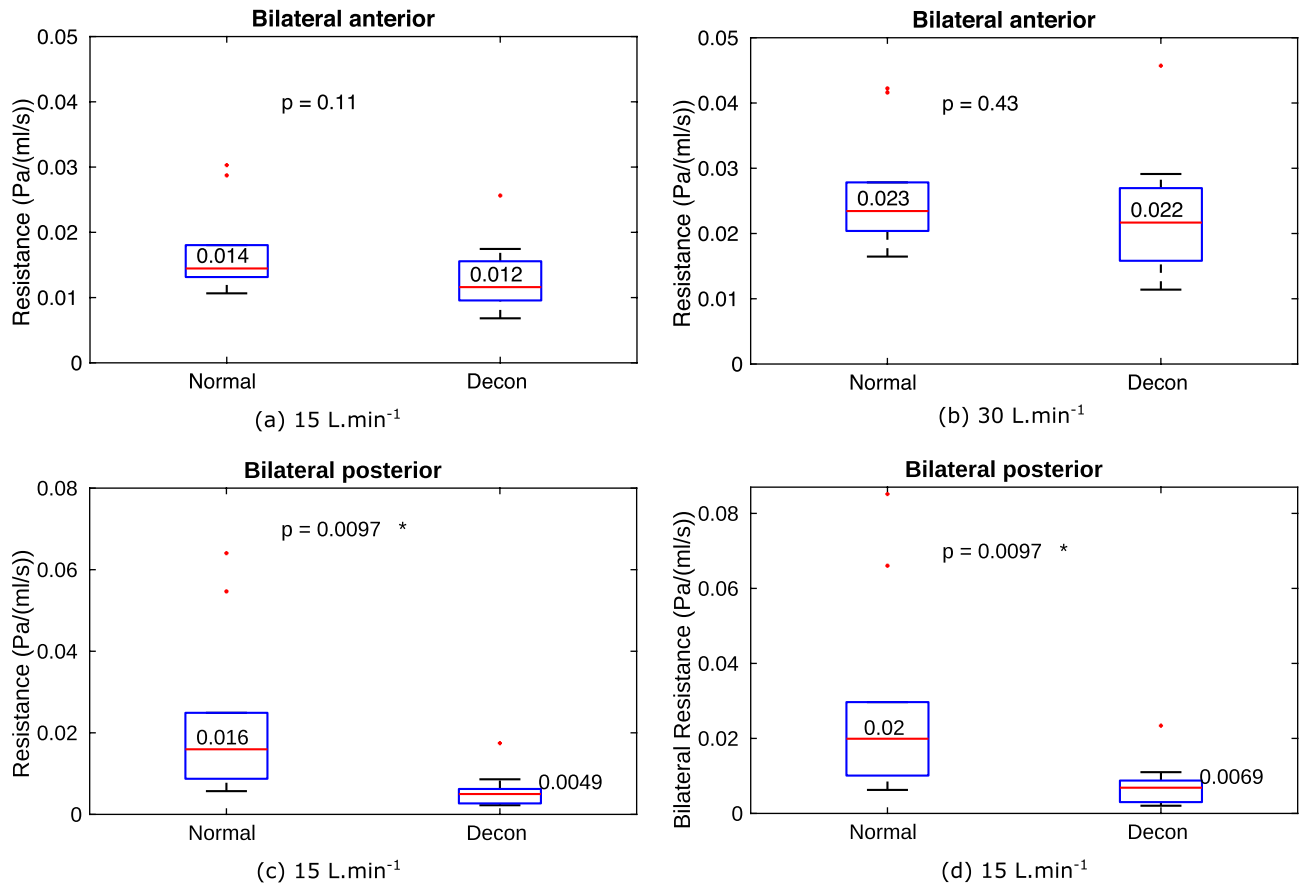 Bilateral anterior
Resistance (Pa/(ml/s))
0.05
0.04
0.03
0.02
0.01
0
p = 0.11
0.014
0.012
Normal
Decon
(a) 15 L.min-1
Bilateral anterior
Resistance (Pa/(ml/s))
0.05
0.04
0.03
0.02
0.01
0
p = 0.43
0.023
0.022
Normal
Decon
(b) 30 L.min-1
Bilateral posterior
Resistance (Pa/(ml/s))
0.08
0.06
0.04
0.02
0
p = 0.0097 *
0.016
0.0049
Normal
Decon
(c) 15 L.min-1
Bilateral posterior
Bilateral Resistance (Pa/(ml/s))
0.08
0.06
0.04
0.02
0
p = 0.0097 *
0.02
0.0069
Normal
Decon
(d) 15 L.min-1